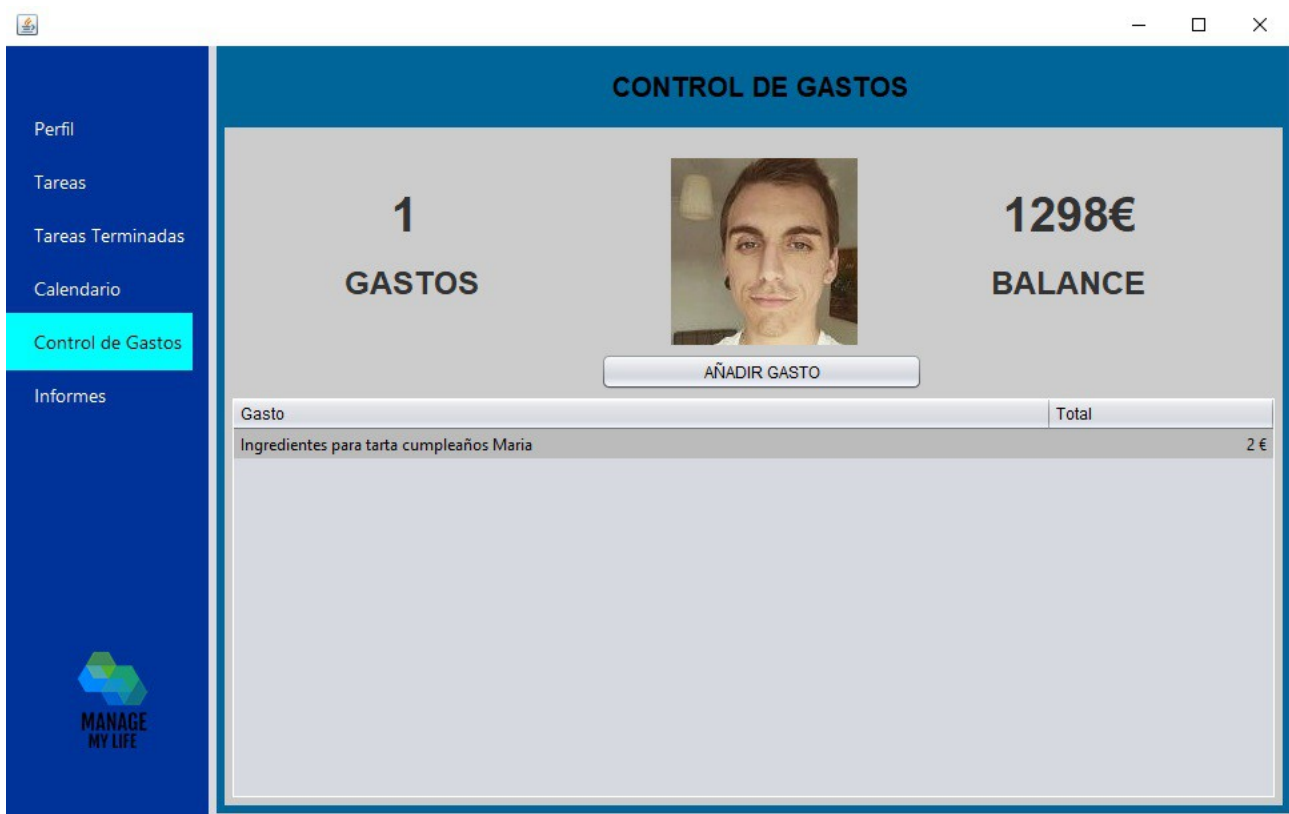 CONTROL DE GASTOS
Perfil
Tareas
Tareas Terminadas
Calendario
Control de Gastos
Informes
MANAGE
MY LIFE
1
GASTOS
1298€
BALANCE
AÑADIR GASTO
Gasto Total
Ingredientes para tarta cumpleaños Maria 2 €